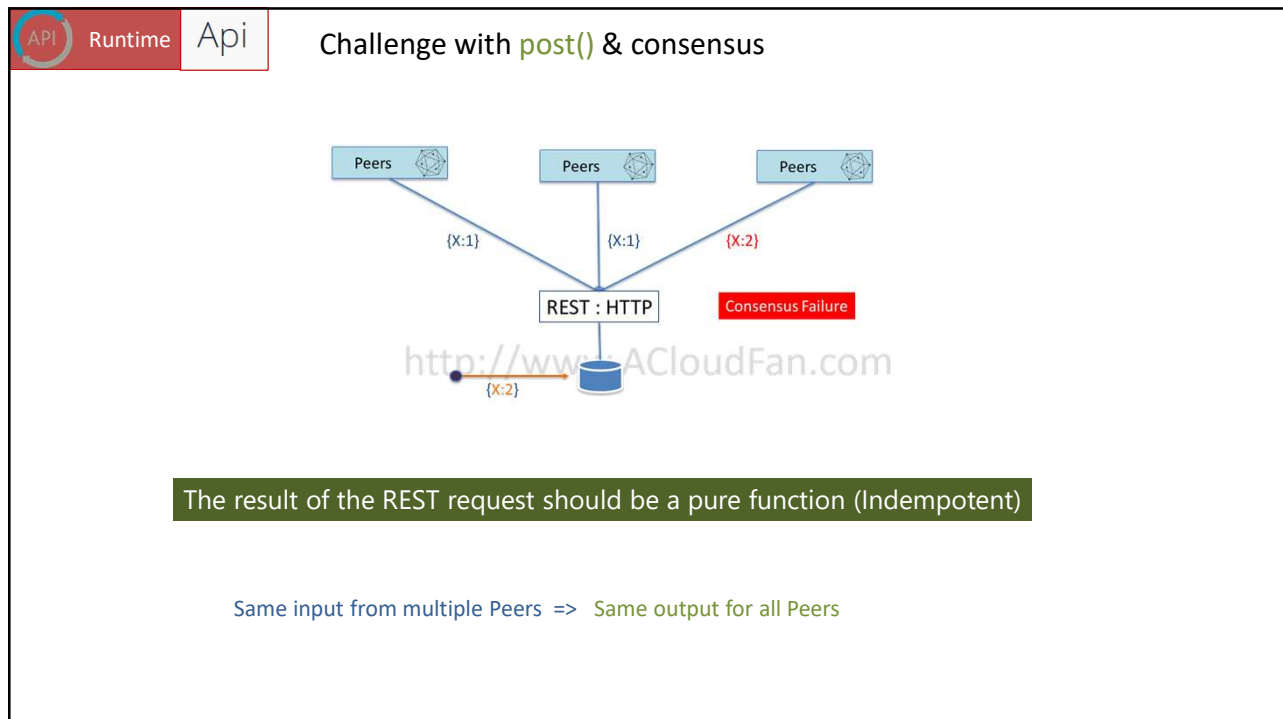 API Runtime Api
Challenge with post() & consensus
Peers Peers Peers
{X:1} {X:1} {X:2}
REST : HTTP Consensus Failure
http://www.ACloudFan.com
{X:2}
The result of the REST request should be a pure function (Indempotent)
Same input from multiple Peers => Same output for all Peers